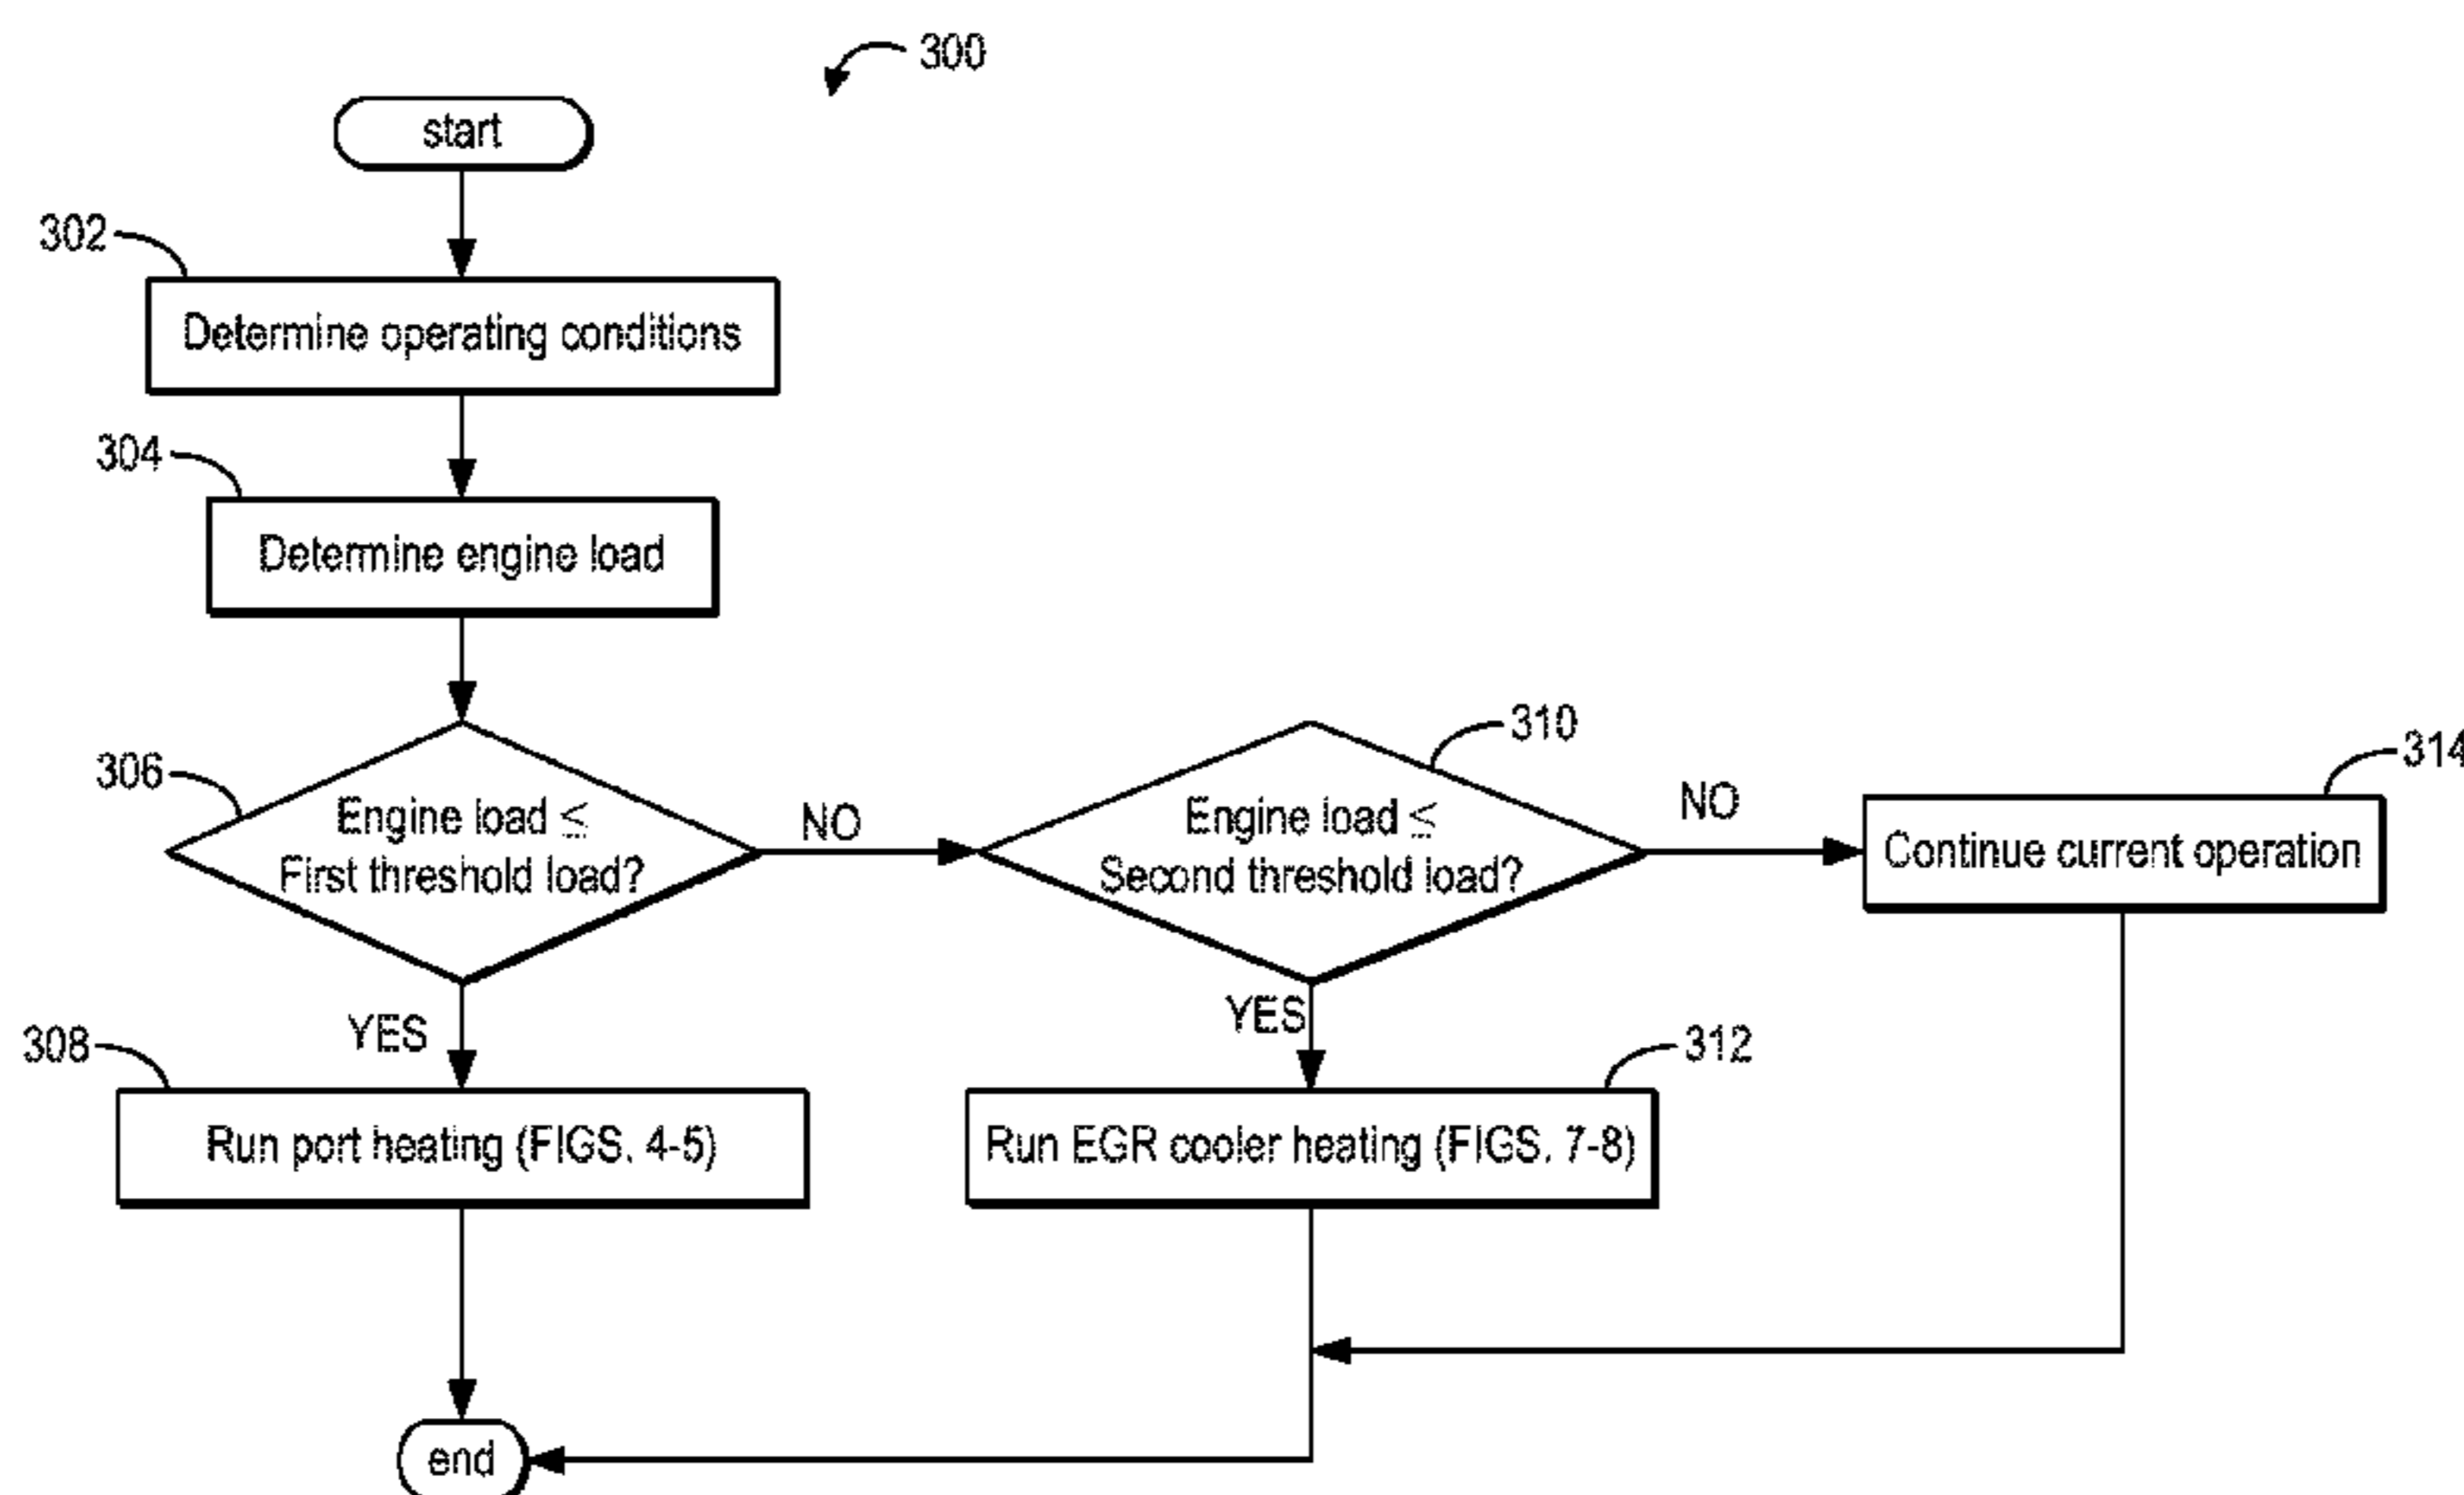 300
start
302
Determine operating conditions
304
Determine engine load
306
Engine load ≤
First threshold load?
NO
310
Engine load ≤
Second threshold load?
NO
314
Continue current operation
YES
308
Run port heating (FIGS. 4-5)
YES
312
Run EGR cooler heating (FIGS. 7-8)
end